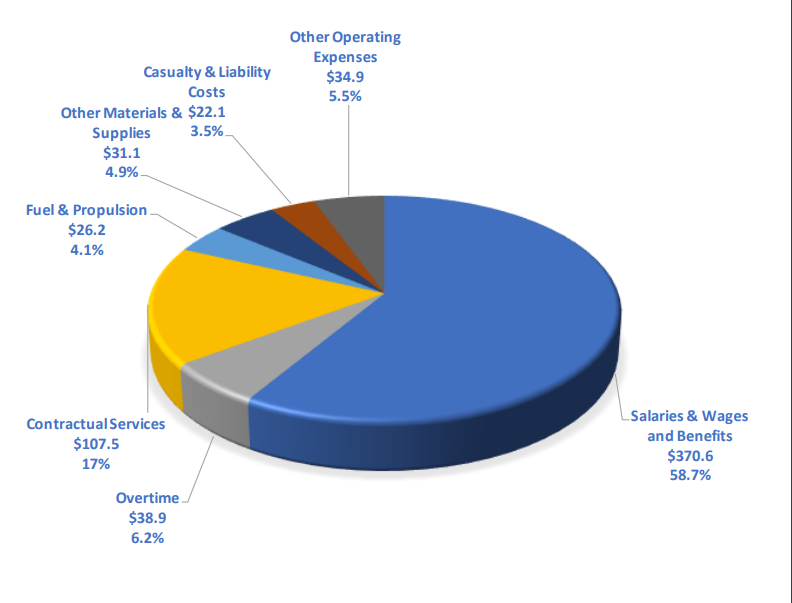 Other Operating
Expenses
$34.9
5.5%
Casualty & Liability
Costs
$22.1
3.5%
Other Materials &
Supplies
$31.1
4.9%
Fuel & Propulsion
$26.2
4.1%
Contractual Services
$107.5
17%
Overtime
$38.9
6.2%
Salaries & Wages
and Benefits
$370.6
58.7%